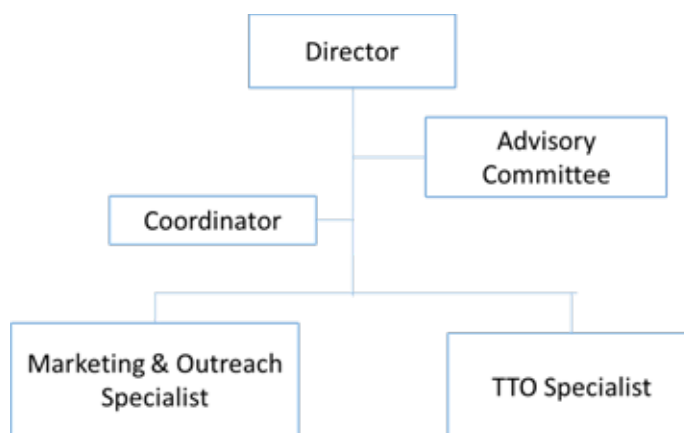 Director
Advisory
Committee
Coordinator
Marketing & Outreach
Specialist
TTO Specialist